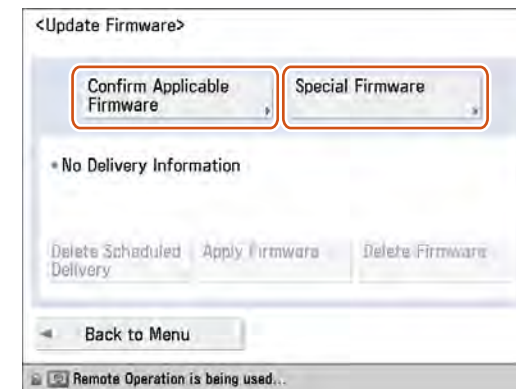 <Update Firmware>
Confirm Applicable
Firmware
Special Firmware
No Delivery Information
Delete Scheduled
Delivery
Apply Firmware
Delete Firmware
Back to Menu
Remote Operation is being used...